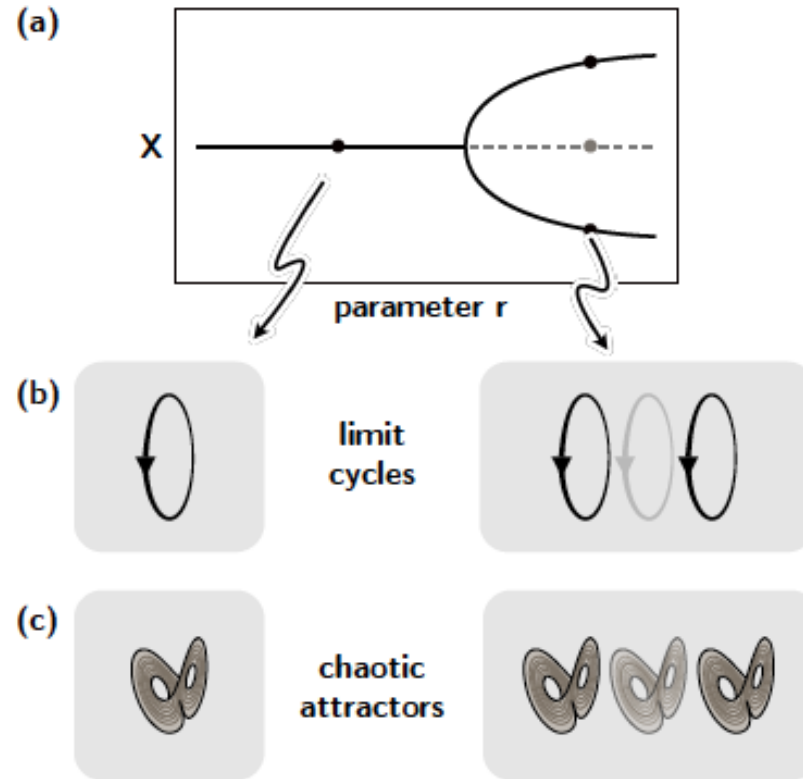 (a)
X
parameter r
(b)
limit
cycles
(c)
chaotic
attractors